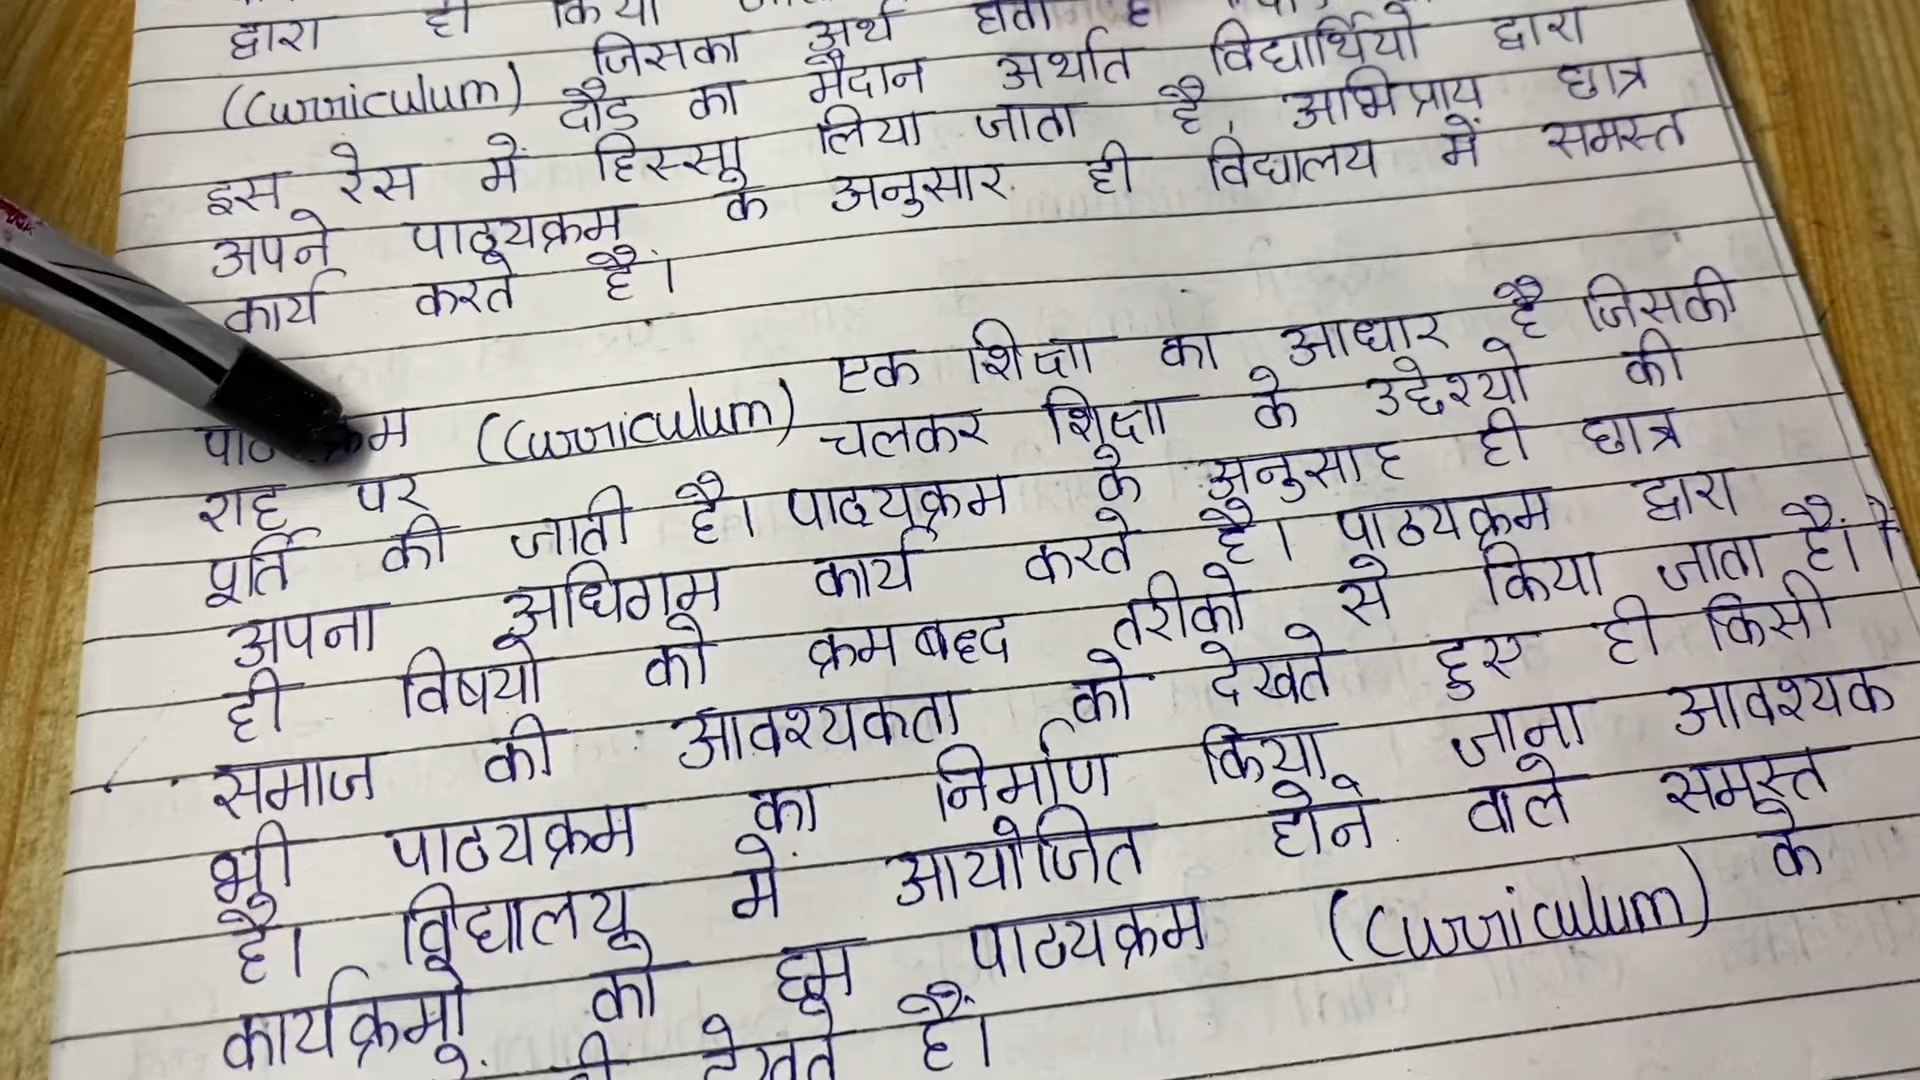 द्वारा ही किया
(Curriculum) जिसका अर्थ होता है
इस रेस में दौड़ का मैदान अर्थात विद्यार्थियों द्वारा
अपने पाठ्यक्रम हिस्सा लिया जाता है, अभिप्राय छात्र
कार्य करते हैं। के अनुसार ही विद्यालय में समस्त
पाठ क्रम (Curriculum) एक शिक्षा का आधार है जिसकी
राह पर चलकर शिक्षा के उद्देश्यो की
पूर्ति की जाती है। पाठ्यक्रम के अनुसाह ही छात्र
अपना अधिगम कार्य करते है। पाठ्यक्रम द्वारा
ही विषयो को क्रमबद्द तरीको से किया जाता है।
समाज की आवश्यकता को देखते हुए ही किसी
भी पाठ्यक्रम का निर्माण किया जाना आवश्यक
है। विद्यालय में आयोजित होने वाले समस्त
कार्यक्रमो को हम पाठ्यक्रम (Curriculum) के
देखते हैं।